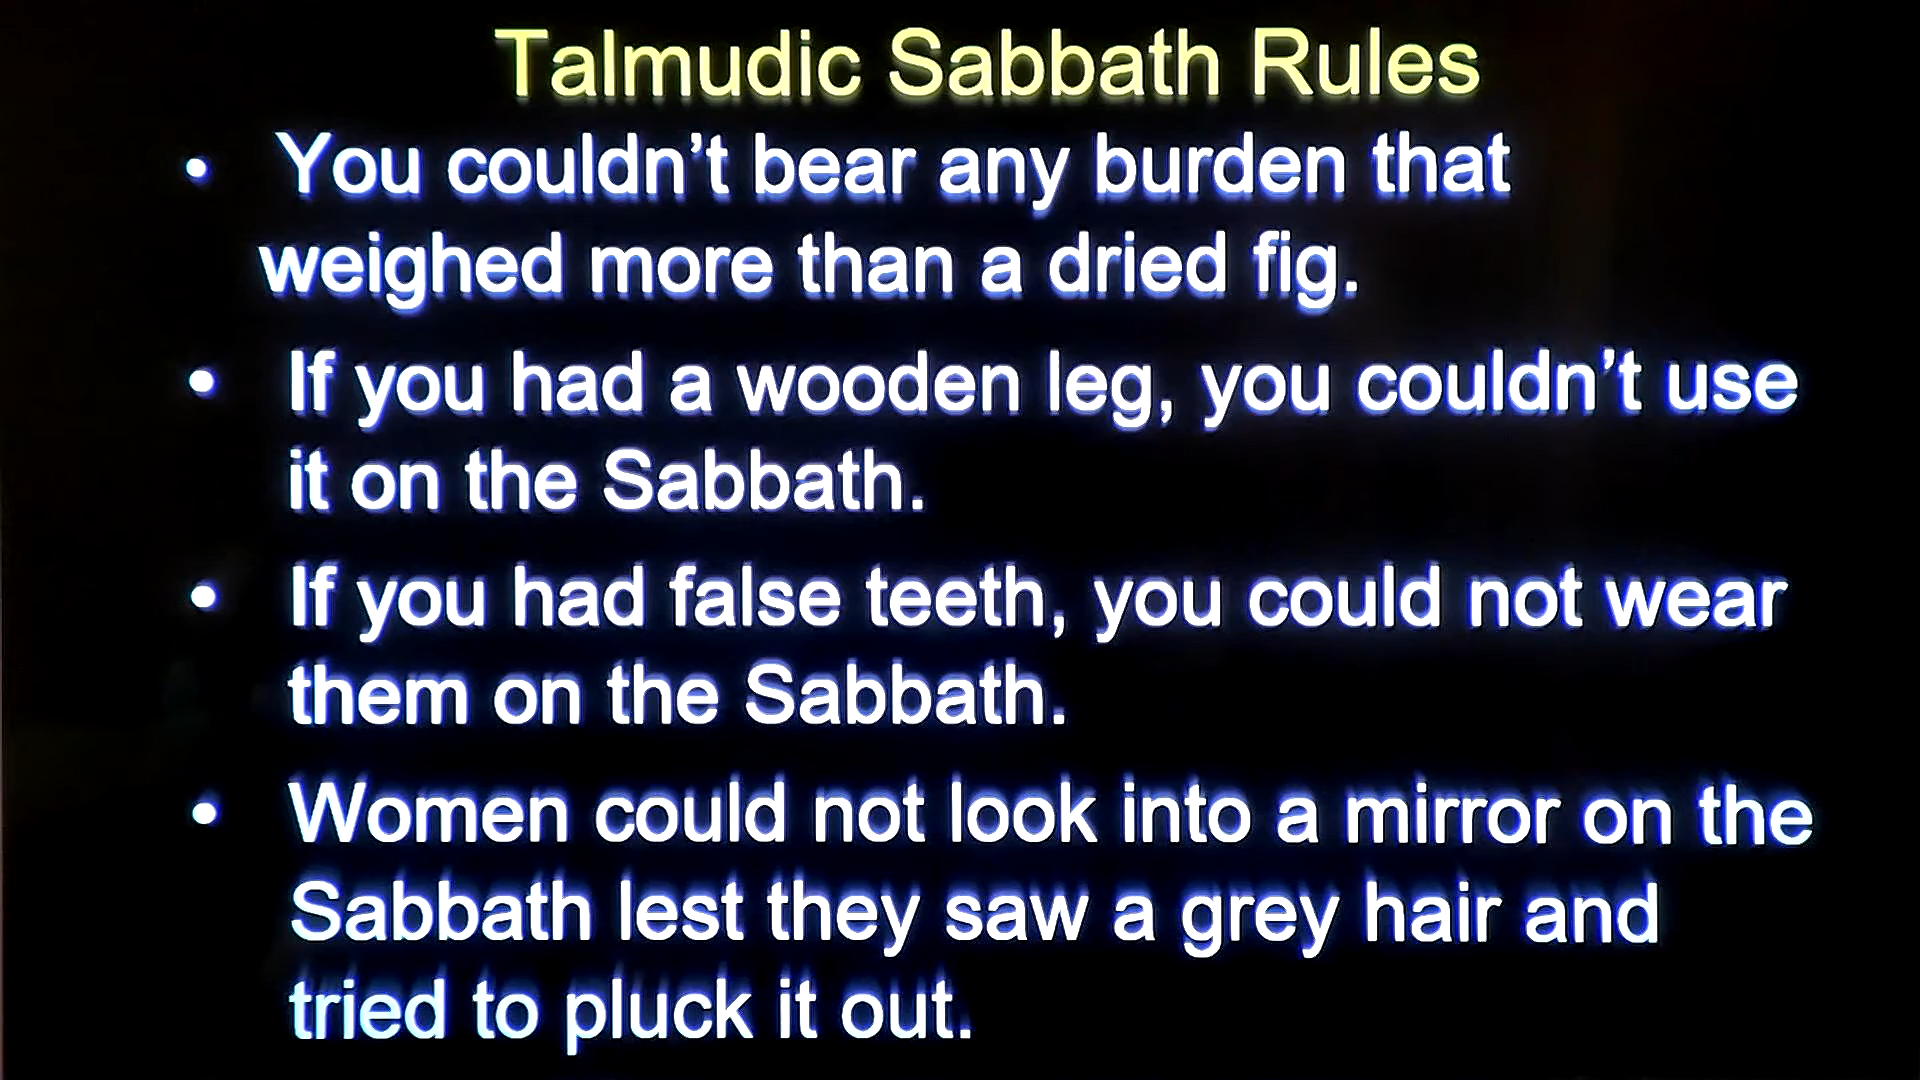 Talmudic Sabbath Rules
• You couldn’t bear any burden that
weighed more than a dried fig.
• If you had a wooden leg, you couldn’t use
it on the Sabbath.
• If you had false teeth, you could not wear
them on the Sabbath.
• Women could not look into a mirror on the
Sabbath lest they saw a grey hair and
tried to pluck it out.